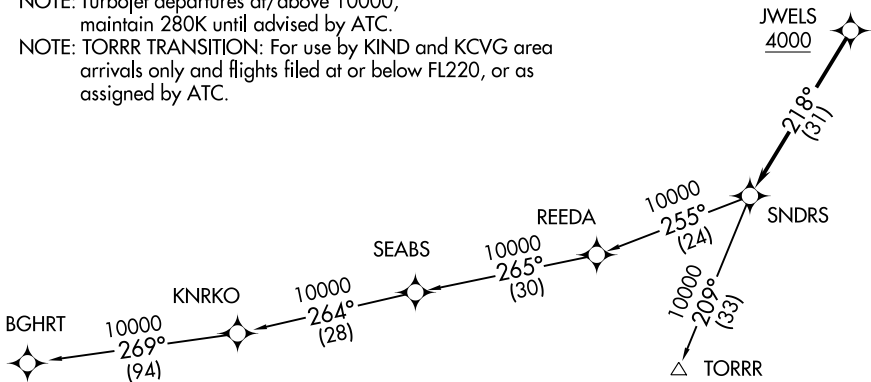 NOTE: Turbojet departures at/above 10000,
maintain 280K until advised by ATC.
NOTE: TORRR TRANSITION: For use by KIND and KCVG area
arrivals only and flights filed at or below FL220, or as
assigned by ATC.
JWELS
4000
218°
(31)
SNDRS
10000
255°
(24)
REEDA
10000
265°
(30)
SEABS
10000
264°
(28)
KNRKO
10000
269°
(94)
BGHRT
10000
209°
(33)
TORRR